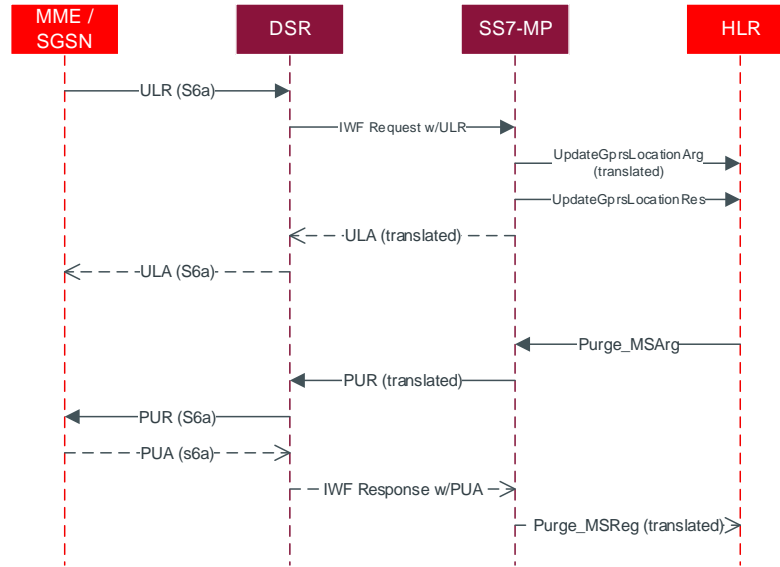 MME /
SGSN
DSR
SS7-MP
HLR
ULR (S6a)
IWF Request w/ULR
UpdateGprsLocationArg
(translated)
UpdateGprsLocationRes
ULA (translated)
ULA (S6a)
Purge_MSArg
PUR (translated)
PUR (S6a)
PUA (s6a)
IWF Response w/PUA
Purge_MSReg (translated)